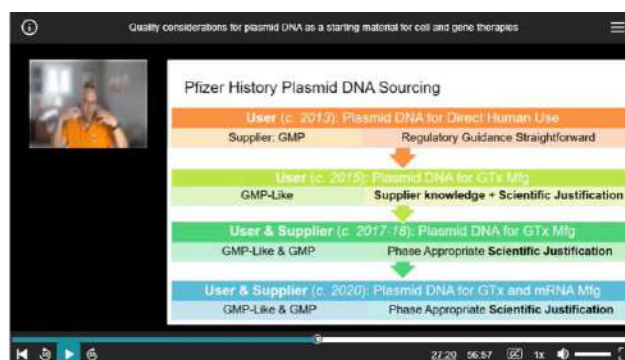 Quality considerations for plasmid DNA as a starting material for cell and gene therapies
Pfizer History Plasmid DNA Sourcing
User (c. 2013): Plasmid DNA for Direct Human Use
Supplier: GMP Regulatory Guidance Straightforward
User (c. 2015): Plasmid DNA for GTx Mfg
GMP-Like Supplier knowledge + Scientific Justification
User & Supplier (c. 2017-18): Plasmid DNA for GTx Mfg
GMP-Like & GMP Phase Appropriate Scientific Justification
User & Supplier (c. 2020): Plasmid DNA for GTx and mRNA Mfg
GMP-Like & GMP Phase Appropriate Scientific Justification
27:20 56:57 1x